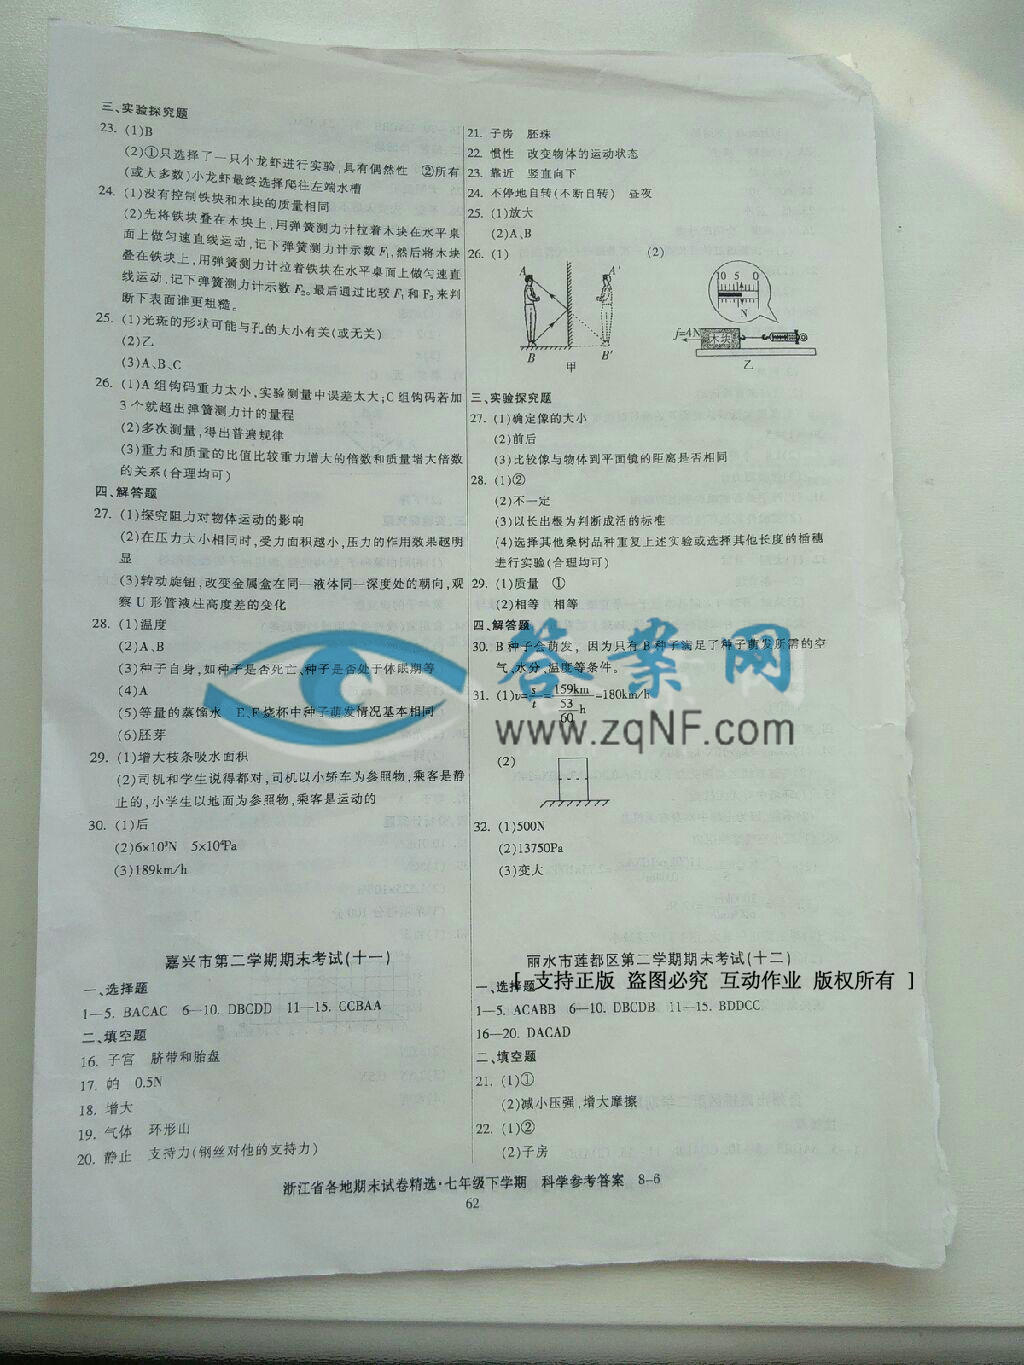 三、实验探究题
23. (1)B
(2)①只选择了一只小龙虾进行实验,具有偶然性 ②所有
(或大多数)小龙虾最终选择爬往左端水槽
24. (1)没有控制铁块和木块的质量相同
(2)先将铁块叠在木块上,用弹簧测力计拉着木块在水平桌
面上做匀速直线运动,记下弹簧测力计示数F₁,然后将木块
叠在铁块上,用弹簧测力计拉着铁块在水平桌面上做匀速直
线运动,记下弹簧测力计示数F₂。最后通过比较F₁和F₂来判
断下表面谁更粗糙。
25. (1)光斑的形状可能与孔的大小有关(或无关)
(2)乙
(3)A、B、C
26. (1)A组钩码重力太小,实验测量中误差太大;C组钩码若加
3个就超出弹簧测力计的量程
(2)多次测量,得出普遍规律
(3)重力和质量的比值比较重力增大的倍数和质量增大倍数
的关系(合理均可)
四、解答题
27. (1)探究阻力对物体运动的影响
(2)在压力大小相同时,受力面积越小,压力的作用效果越明
显
(3)转动旋钮,改变金属盒在同一液体同一深度处的朝向,观
察U形管液柱高度差的变化
28. (1)温度
(2)A、B
(3)种子自身,如种子是否死亡、种子是否处于休眠期等
(4)A
(5)等量的蒸馏水 E、F烧杯中种子萌发情况基本相同
(6)胚芽
29. (1)增大枝条吸水面积
(2)司机和学生说得都对,司机以小轿车为参照物,乘客是静
止的,小学生以地面为参照物,乘客是运动的
30. (1)后
(2)6×10³N 5×10⁴Pa
(3)189km/h
嘉兴市第二学期期末考试(十一)
一、选择题
1—5. BACAC 6—10. DBCDD 11—15. CCBAA
二、填空题
16. 子宫 脐带和胎盘
17. 帕 0.5N
18. 增大
19. 气体 环形山
20. 静止 支持力(钢丝对他的支持力)
21. 子房 胚珠
22. 惯性 改变物体的运动状态
23. 靠近 竖直向下
24. 不停地自转(不断自转) 昼夜
25. (1)放大
(2)A、B
26. (1) (2)
A A′
B B′
甲
10 5 0
N
f=4N 木块
乙
三、实验探究题
27. (1)确定像的大小
(2)前后
(3)比较像与物体到平面镜的距离是否相同
28. (1)②
(2)不一定
(3)以长出根为判断成活的标准
(4)选择其他桑树品种重复上述实验或选择其他长度的插穗
进行实验(合理均可)
29. (1)质量 ①
(2)相等 相等
四、解答题
30. B种子会萌发, 因为只有B种子满足了种子萌发所需的空
气、水分、温度等条件。
31. (1)v=s/t=159km/(53/60 h)=180km/h
(2)
32. (1)500N
(2)13750Pa
(3)变大
丽水市莲都区第二学期期末考试(十二)
一、选择题
1—5. ACABB 6—10. DBCDB 11—15. BDDCC
16—20. DACAD
二、填空题
21. (1)①
(2)减小压强,增大摩擦
22. (1)②
(2)子房
浙江省各地期末试卷精选·七年级下学期 科学参考答案 8-6
62
答案网
www.zqNF.com
[ 支持正版 盗图必究 互动作业 版权所有 ]